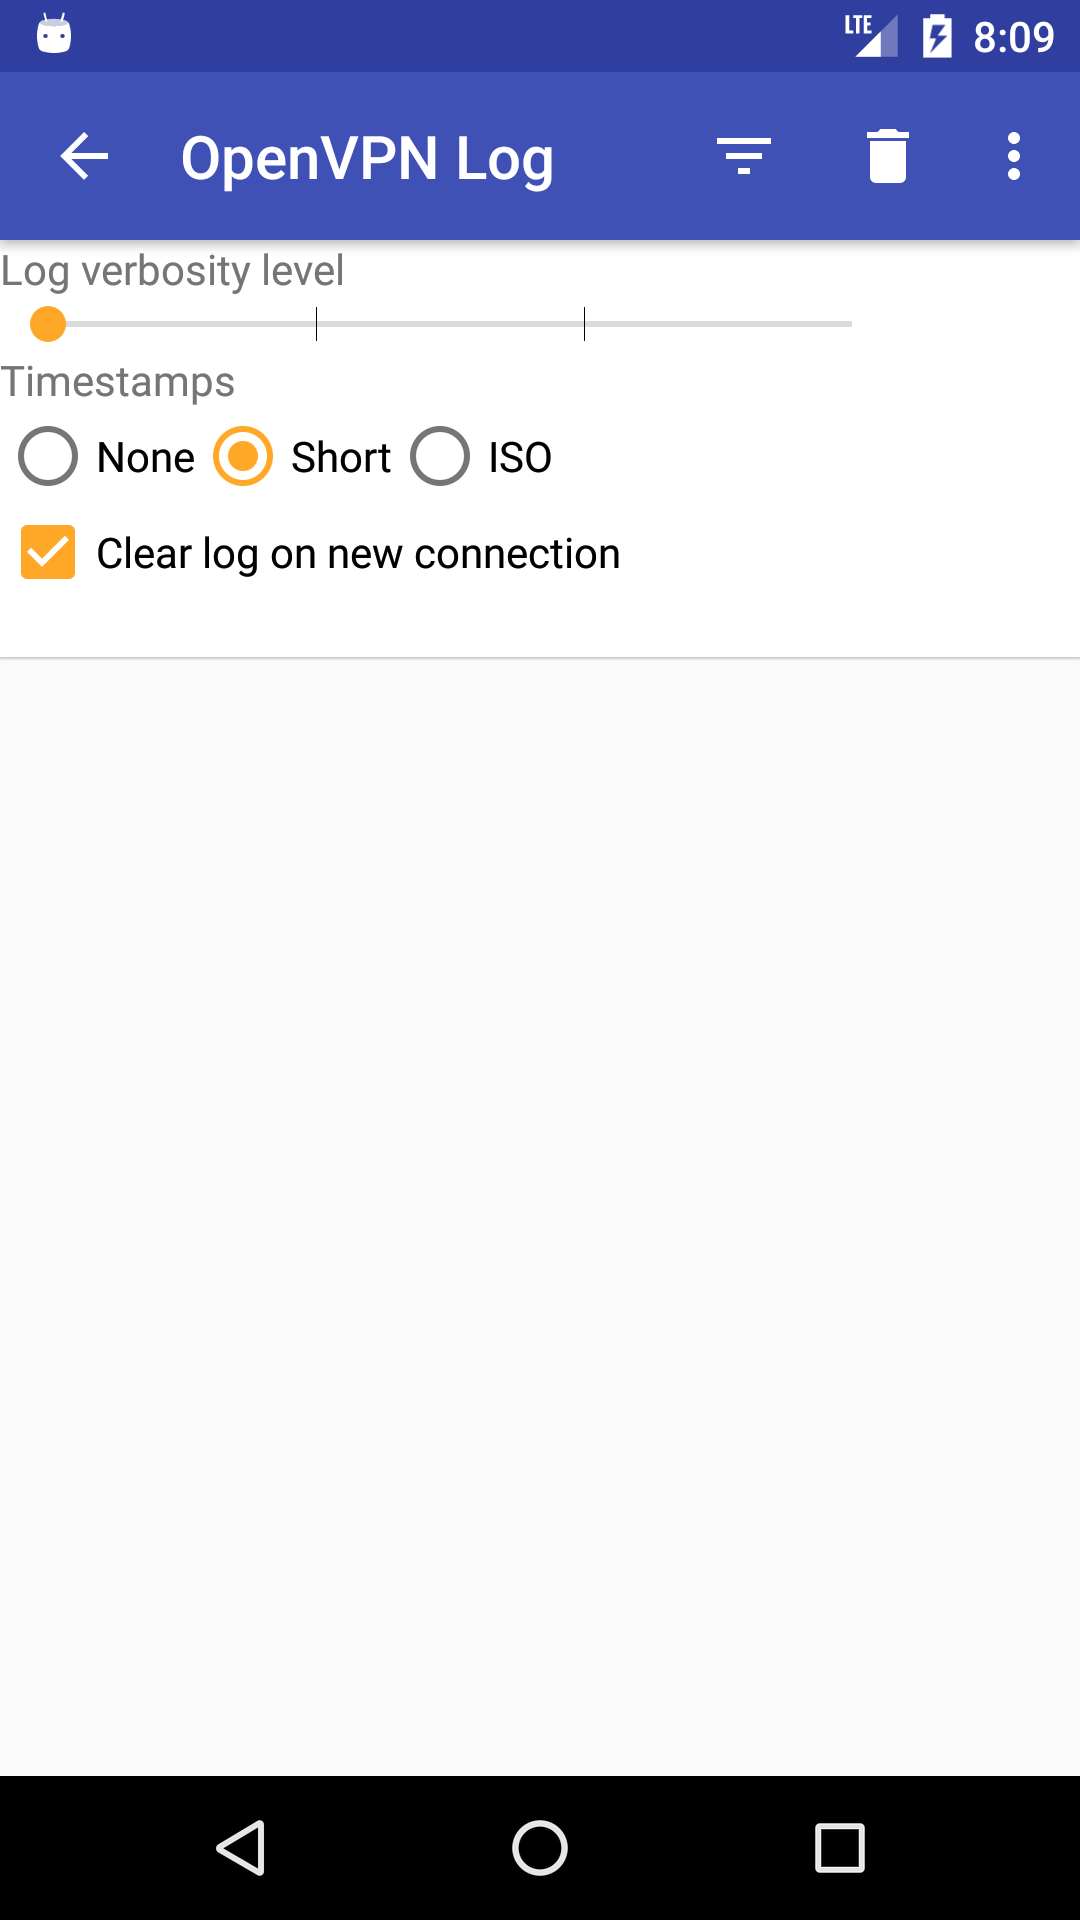 LTE 8:09
OpenVPN Log
Log verbosity level
Timestamps
None Short ISO
Clear log on new connection